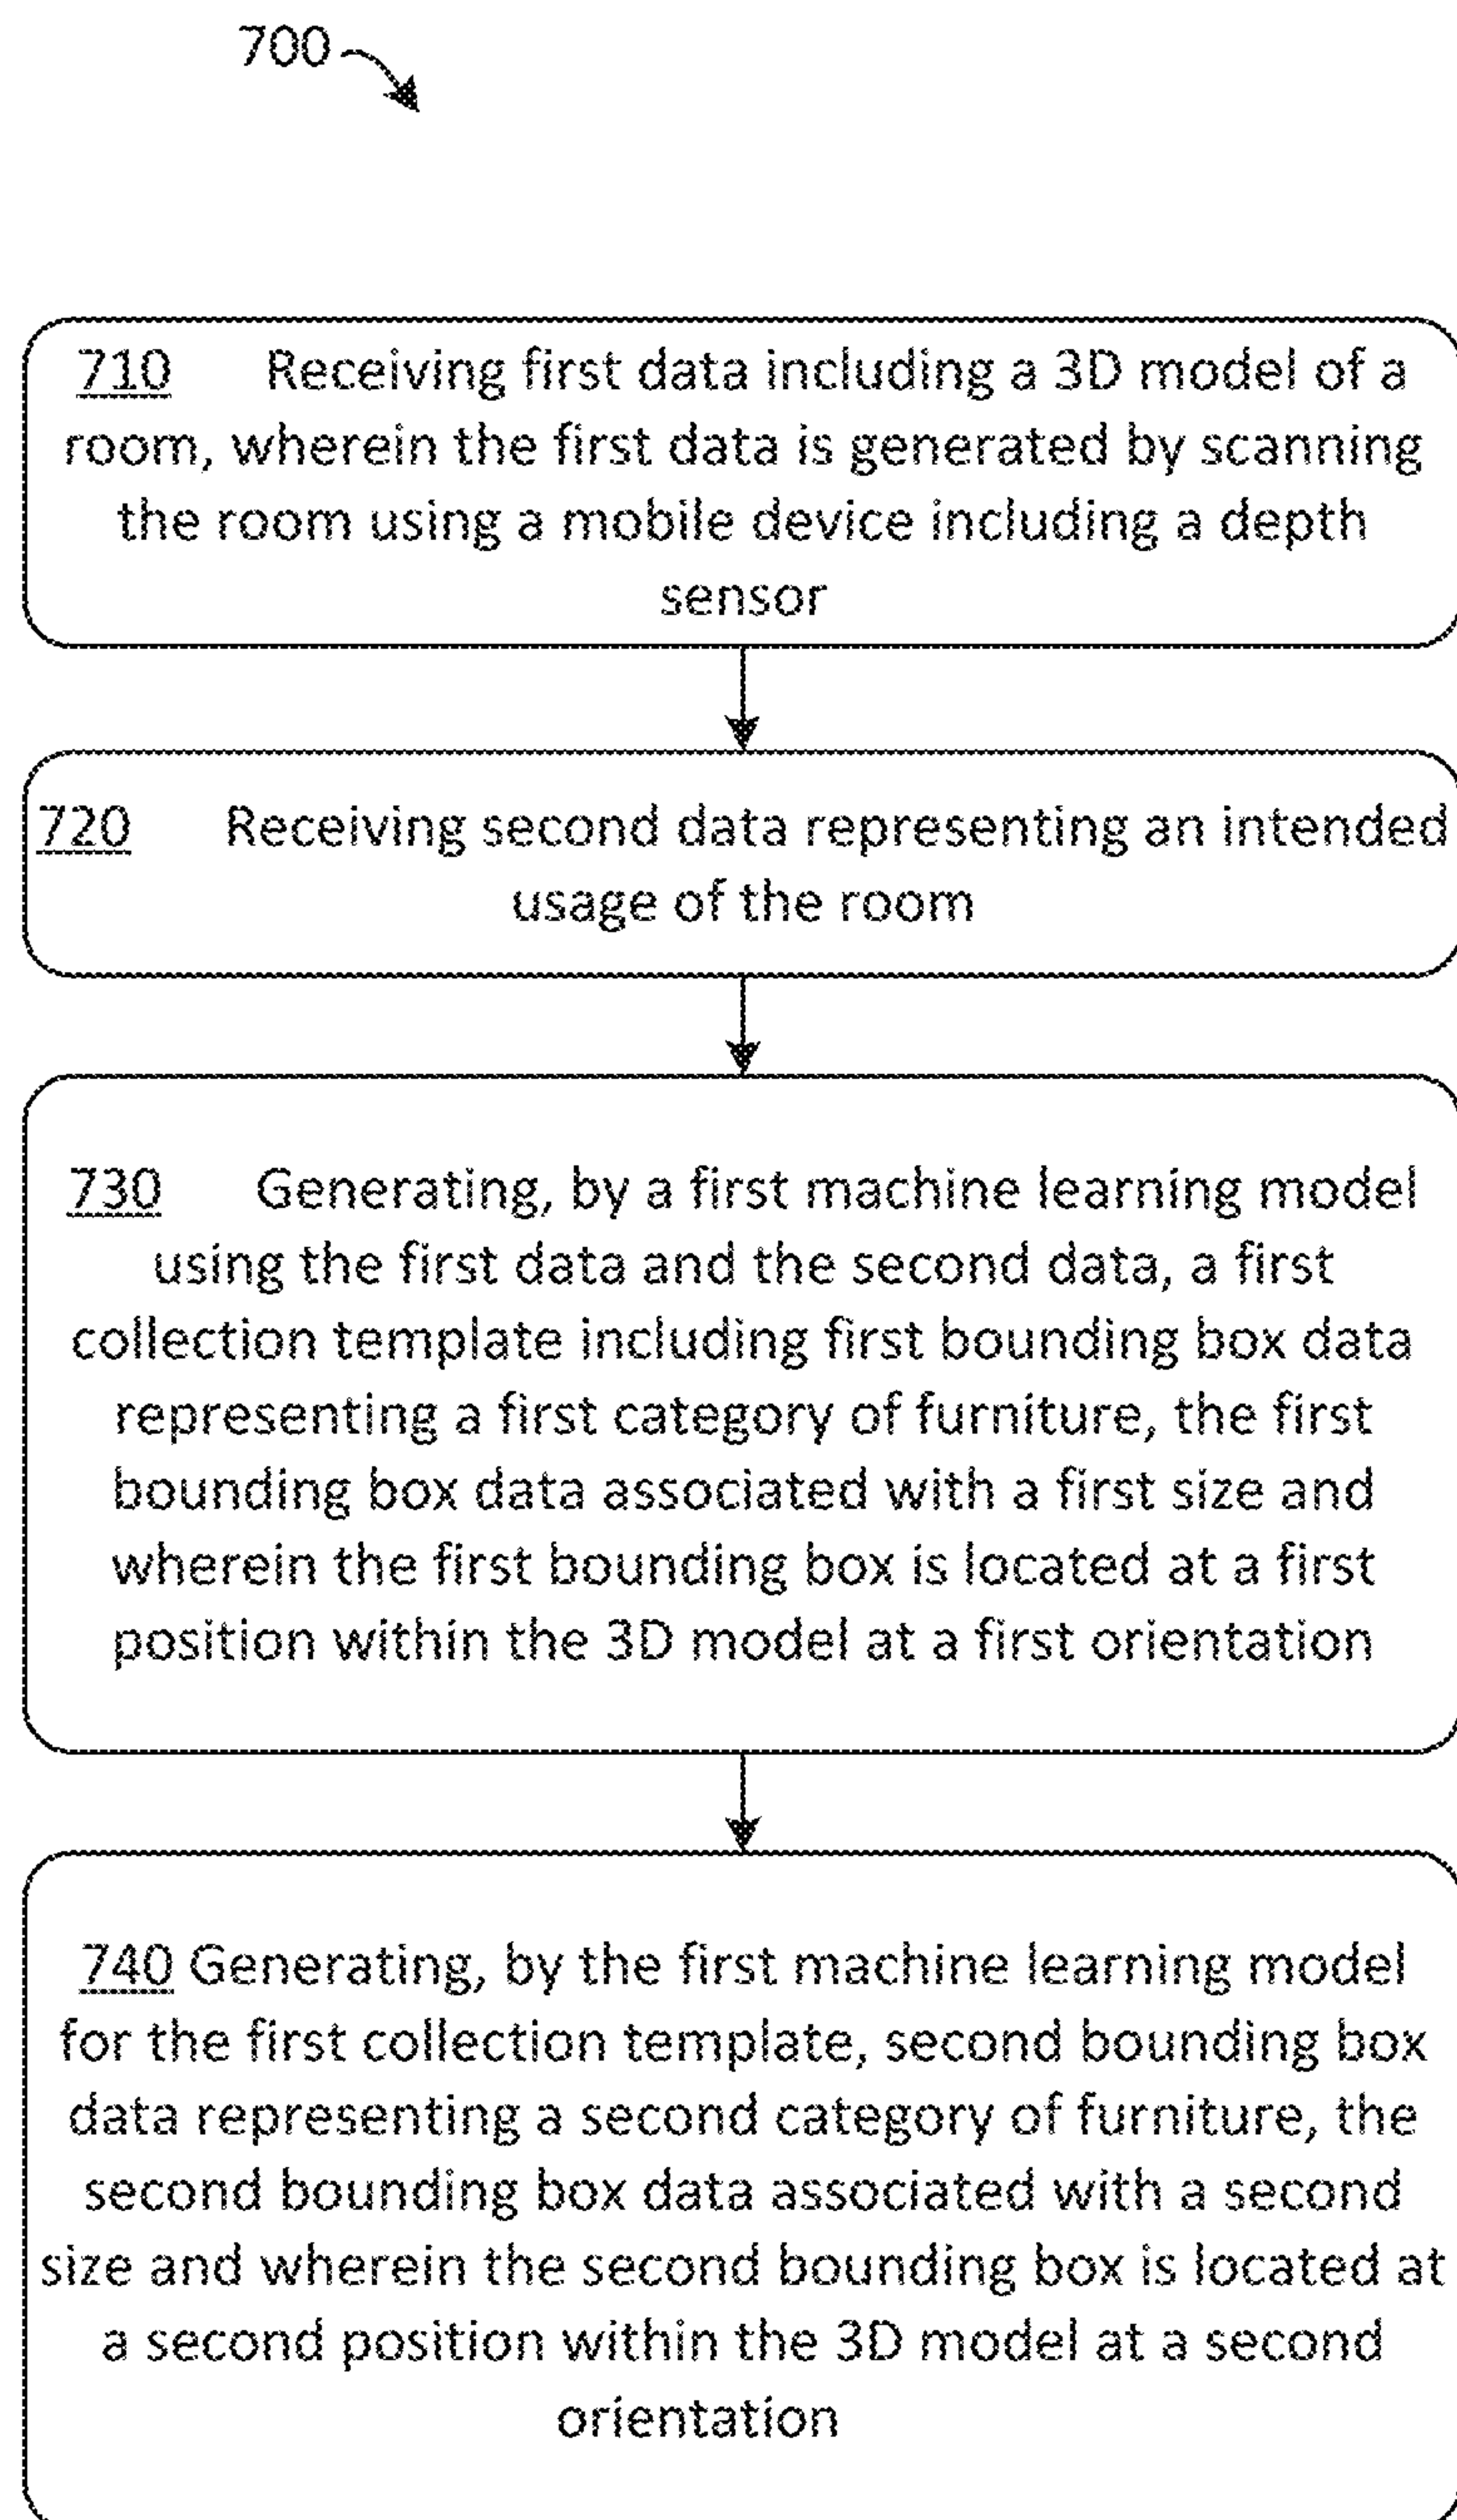 700
710 Receiving first data including a 3D model of a
room, wherein the first data is generated by scanning
the room using a mobile device including a depth
sensor
720 Receiving second data representing an intended
usage of the room
730 Generating, by a first machine learning model
using the first data and the second data, a first
collection template including first bounding box data
representing a first category of furniture, the first
bounding box data associated with a first size and
wherein the first bounding box is located at a first
position within the 3D model at a first orientation
740 Generating, by the first machine learning model
for the first collection template, second bounding box
data representing a second category of furniture, the
second bounding box data associated with a second
size and wherein the second bounding box is located at
a second position within the 3D model at a second
orientation